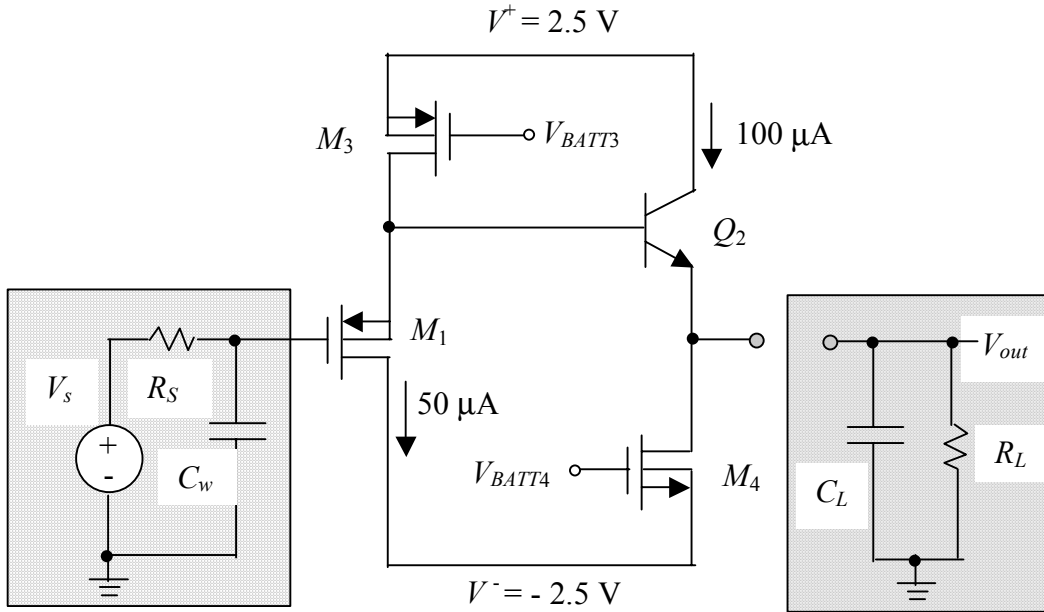 V+ = 2.5 V
M3
VBATT3
100 μA
Q2
M1
Vs
RS
+
-
Cw
50 μA
VBATT4
M4
Vout
CL
RL
V- = - 2.5 V